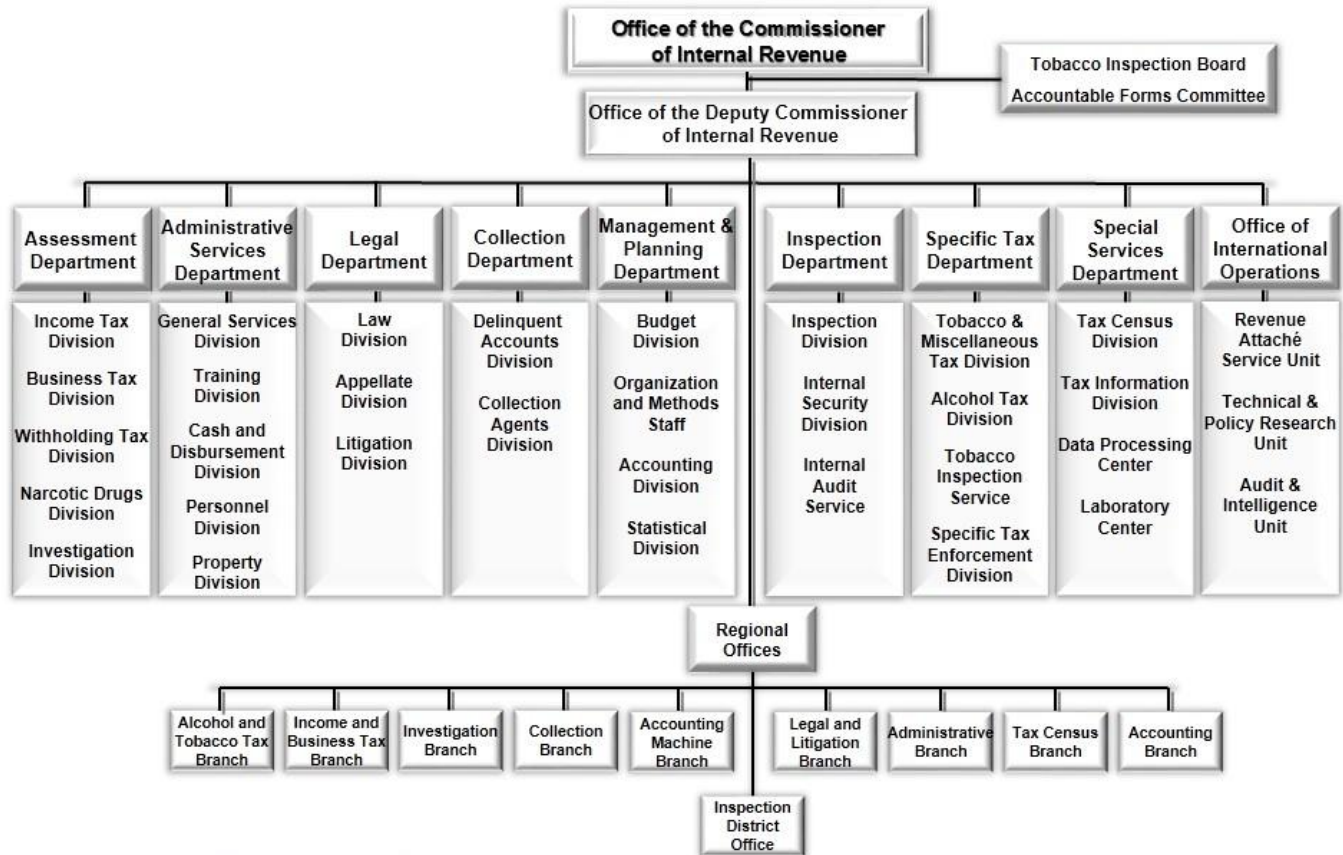 Office of the Commissioner
of Internal Revenue
Tobacco Inspection Board
Accountable Forms Committee
Office of the Deputy Commissioner
of Internal Revenue
Assessment
Department
Administrative
Services
Department
Legal
Department
Collection
Department
Management &
Planning
Department
Inspection
Department
Specific Tax
Department
Special
Services
Department
Office of
International
Operations
Income Tax
Division
Business Tax
Division
Withholding Tax
Division
Narcotic Drugs
Division
Investigation
Division
General Services
Division
Training
Division
Cash and
Disbursement
Division
Personnel
Division
Property
Division
Law
Division
Appellate
Division
Litigation
Division
Delinquent
Accounts
Division
Collection
Agents
Division
Budget
Division
Organization
and Methods
Staff
Accounting
Division
Statistical
Division
Inspection
Division
Internal
Security
Division
Internal
Audit
Service
Tobacco &
Miscellaneous
Tax Division
Alcohol Tax
Division
Tobacco
Inspection
Service
Specific Tax
Enforcement
Division
Tax Census
Division
Tax Information
Division
Data Processing
Center
Laboratory
Center
Revenue
Attaché
Service Unit
Technical &
Policy Research
Unit
Audit &
Intelligence
Unit
Regional
Offices
Alcohol and
Tobacco Tax
Branch
Income and
Business Tax
Branch
Investigation
Branch
Collection
Branch
Accounting
Machine
Branch
Legal and
Litigation
Branch
Administrative
Branch
Tax Census
Branch
Accounting
Branch
Inspection
District
Office